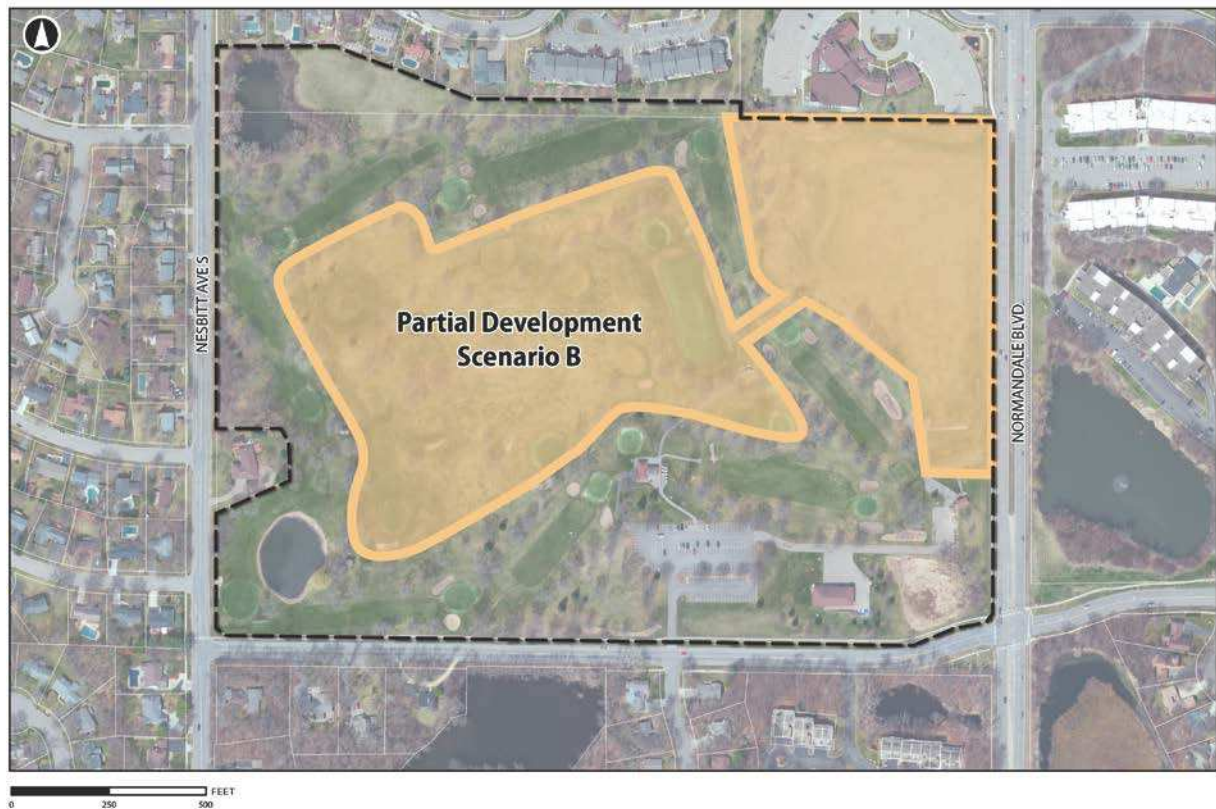 NESBITT AVE S
Partial Development
Scenario B
NORMANDALE BLVD.
FEET
0 250 500